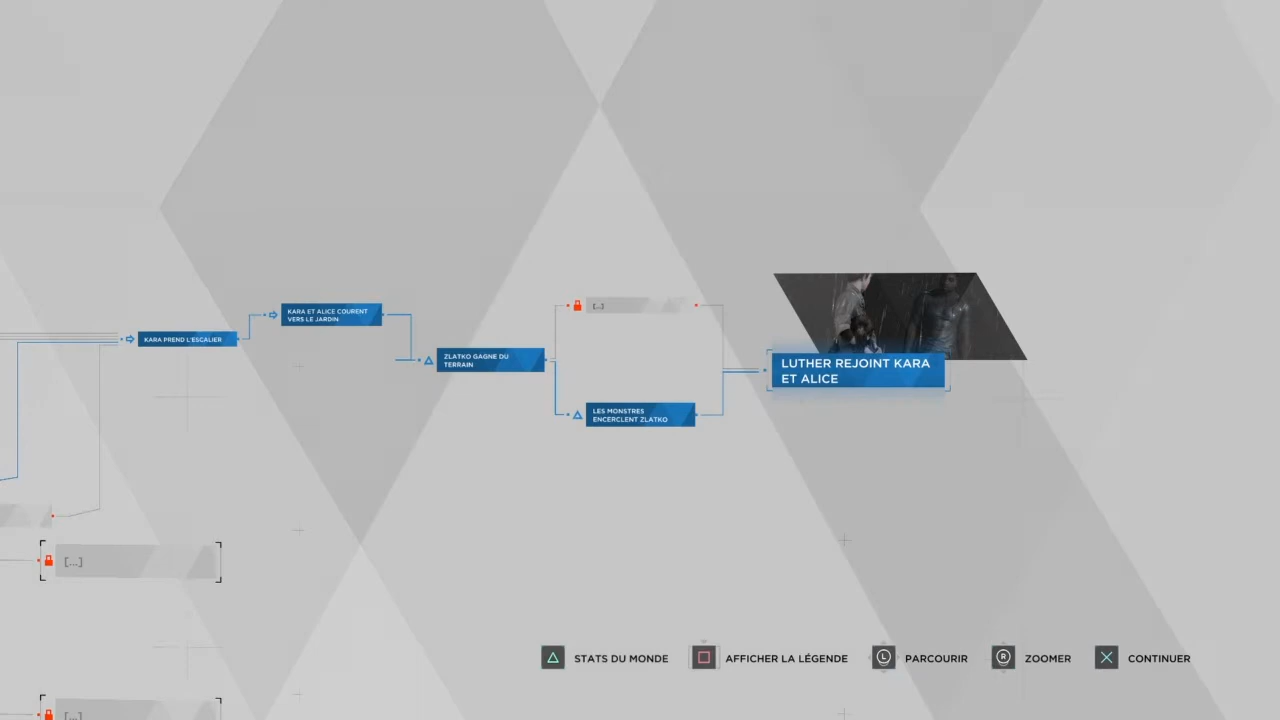 [...]
KARA ET ALICE COURENT
VERS LE JARDIN
KARA PREND L'ESCALIER
ZLATKO GAGNE DU
TERRAIN
LUTHER REJOINT KARA
ET ALICE
LES MONSTRES
ENCERCLENT ZLATKO
[...]
STATS DU MONDE
AFFICHER LA LÉGENDE
L
PARCOURIR
R
ZOOMER
CONTINUER
[...]